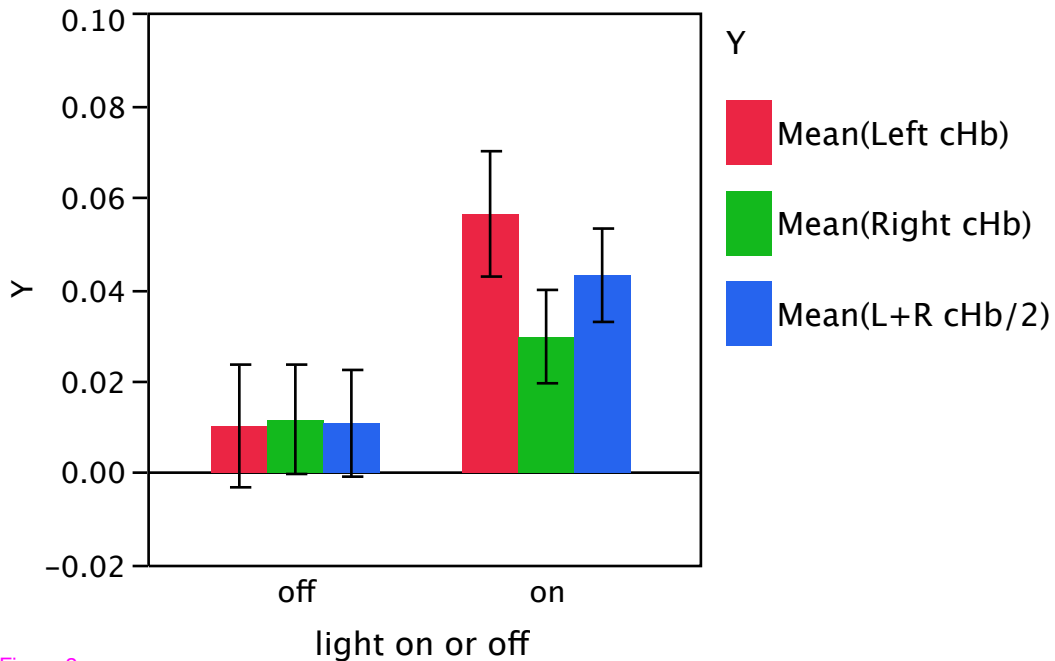 0.10
0.08
0.06
0.04
0.02
0.00
−0.02
Y
off
on
light on or off
Y
Mean(Left cHb)
Mean(Right cHb)
Mean(L+R cHb/2)